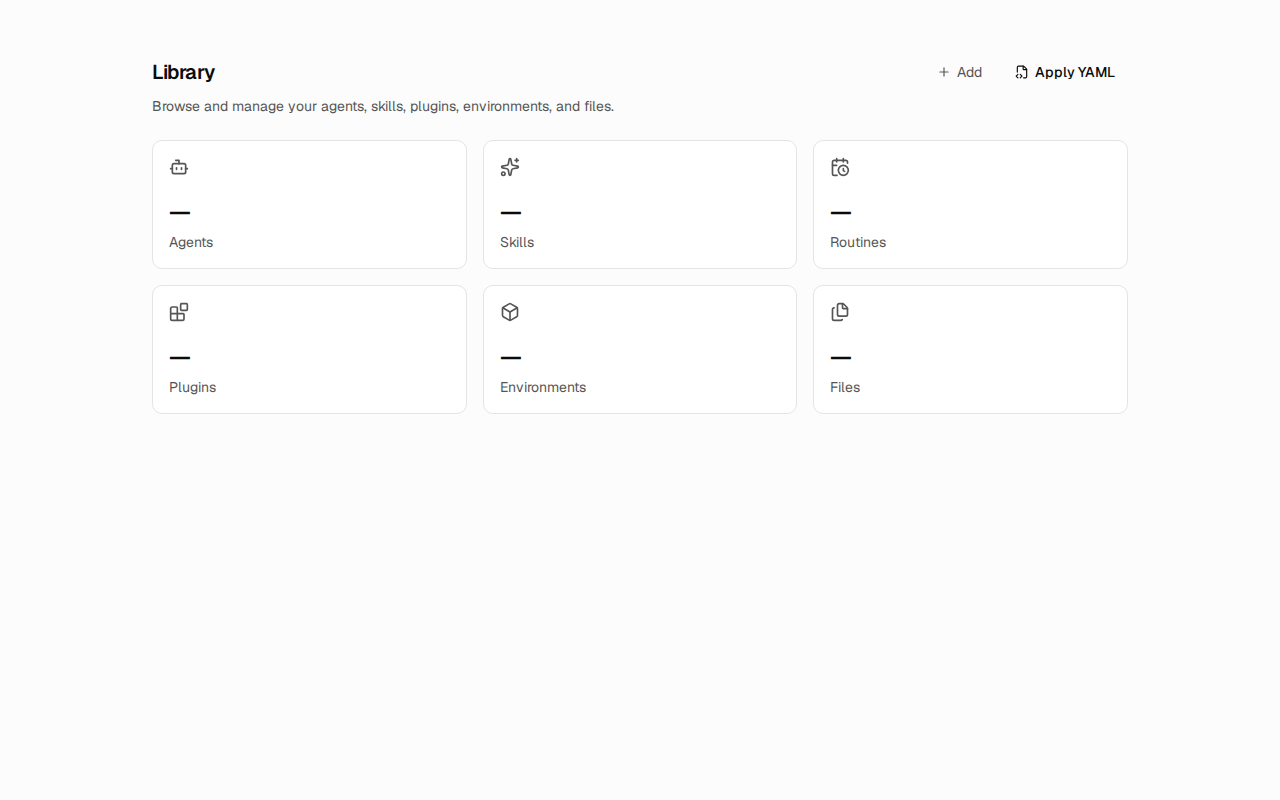 Library
Add
Apply YAML
Browse and manage your agents, skills, plugins, environments, and files.
—
Agents
—
Skills
—
Routines
—
Plugins
—
Environments
—
Files